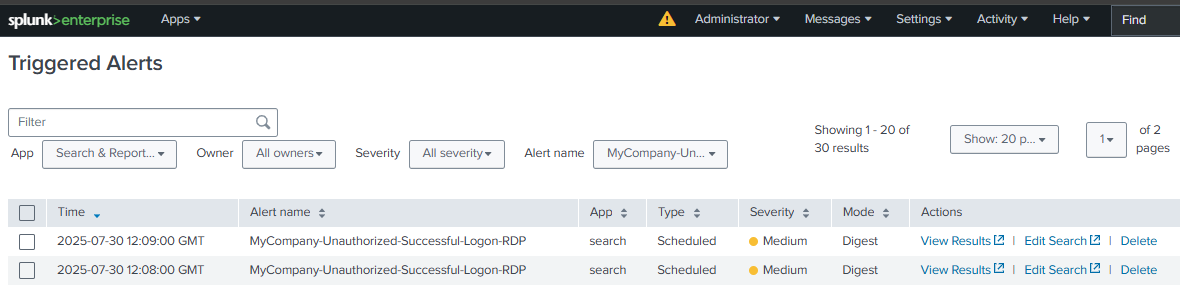 splunk>enterprise Apps Administrator Messages Settings Activity Help Find
Triggered Alerts
Filter
Showing 1 - 20 of
30 results
Show: 20 p...
1
of 2
pages
App Search & Report... Owner All owners Severity All severity Alert name MyCompany-Un...
Time Alert name App Type Severity Mode Actions
2025-07-30 12:09:00 GMT MyCompany-Unauthorized-Successful-Logon-RDP search Scheduled Medium Digest View Results | Edit Search | Delete
2025-07-30 12:08:00 GMT MyCompany-Unauthorized-Successful-Logon-RDP search Scheduled Medium Digest View Results | Edit Search | Delete